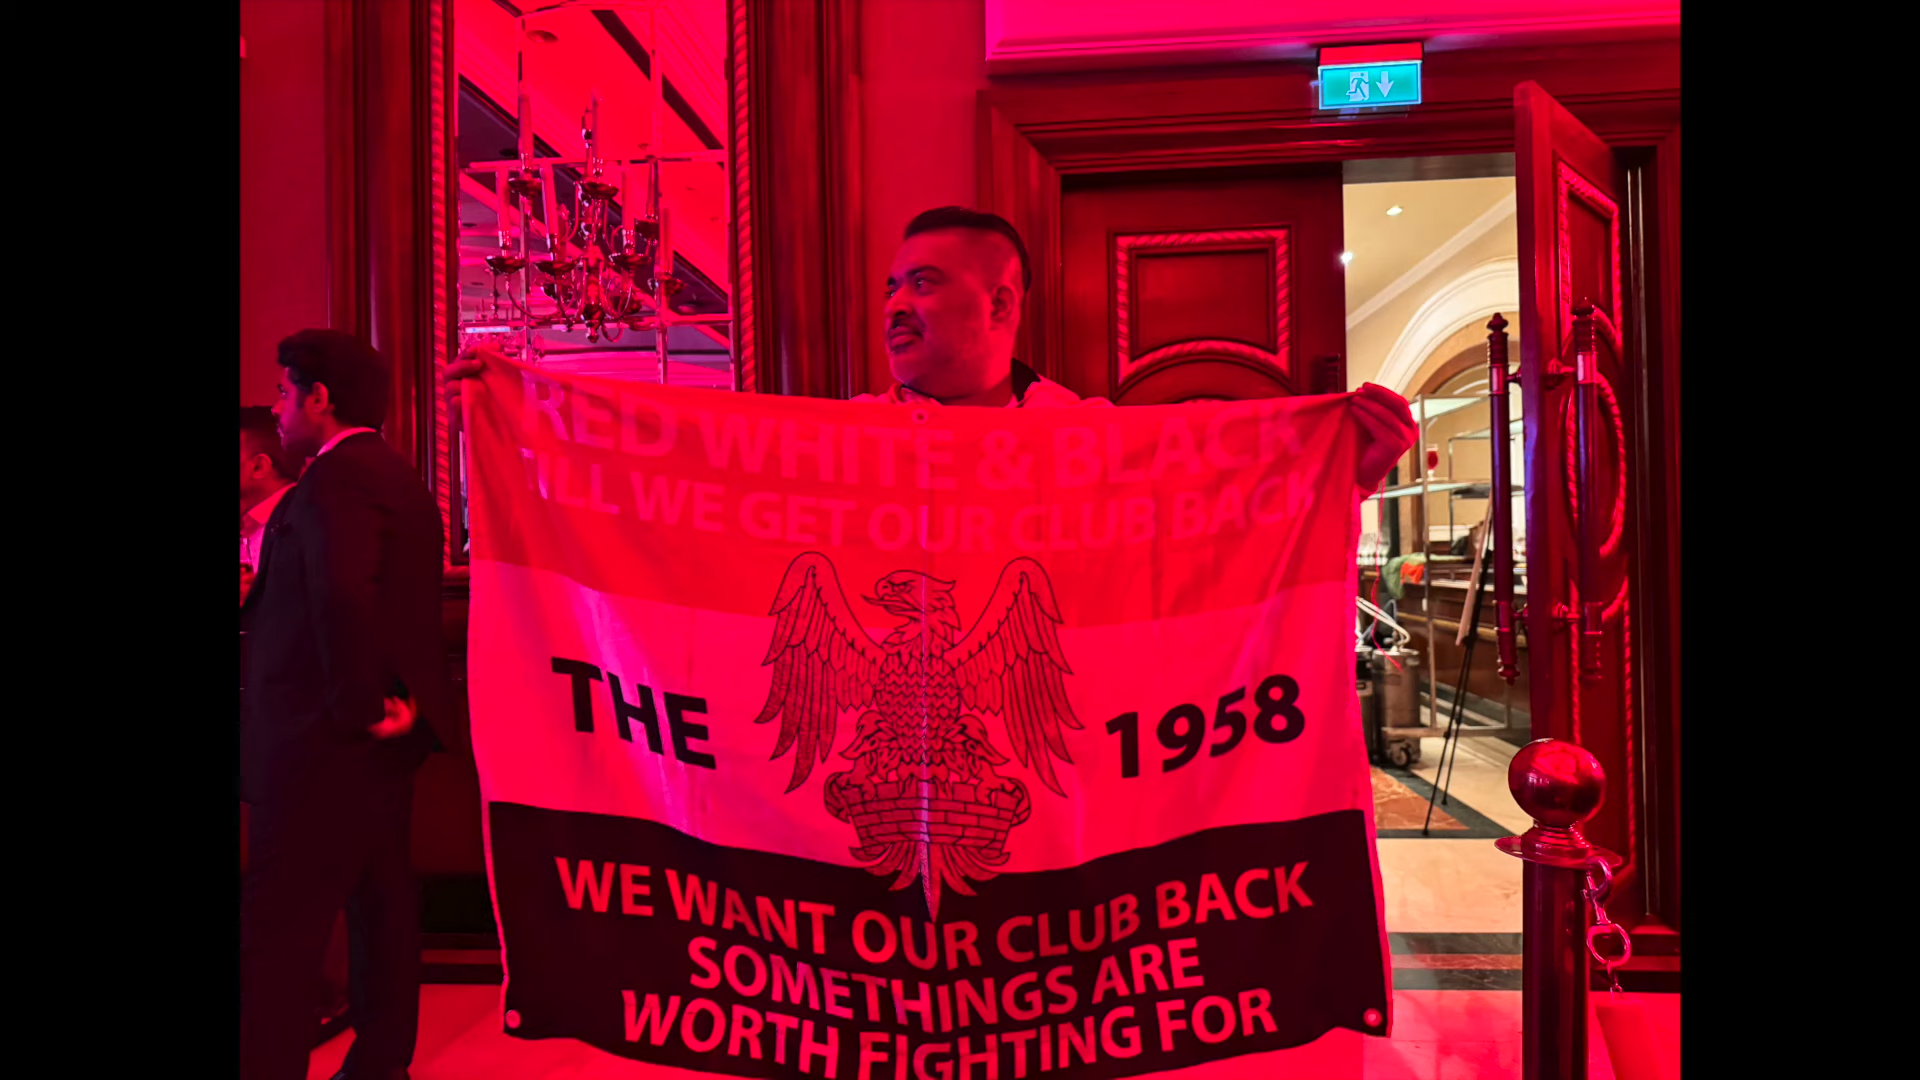 RED WHITE & BLACK
TILL WE GET OUR CLUB BACK
THE 1958
WE WANT OUR CLUB BACK
SOMETHINGS ARE
WORTH FIGHTING FOR